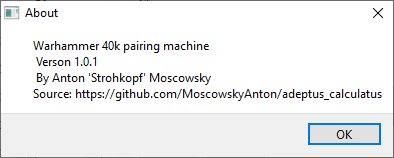 About
Warhammer 40k pairing machine
Verson 1.0.1
By Anton 'Strohkopf' Moscowsky
Source: https://github.com/MoscowskyAnton/adeptus_calculatus
OK